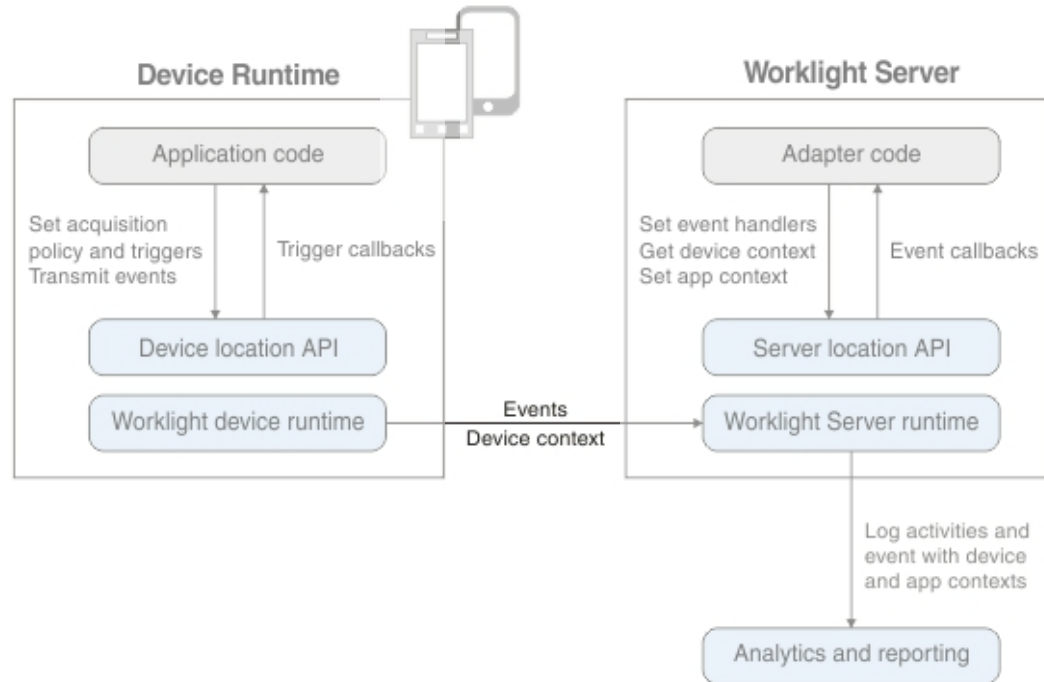 Device Runtime
Worklight Server
Application code
Adapter code
Set acquisition
policy and triggers
Transmit events
Trigger callbacks
Set event handlers
Get device context
Set app context
Event callbacks
Device location API
Server location API
Worklight device runtime
Events
Device context
Worklight Server runtime
Log activities and
event with device
and app contexts
Analytics and reporting